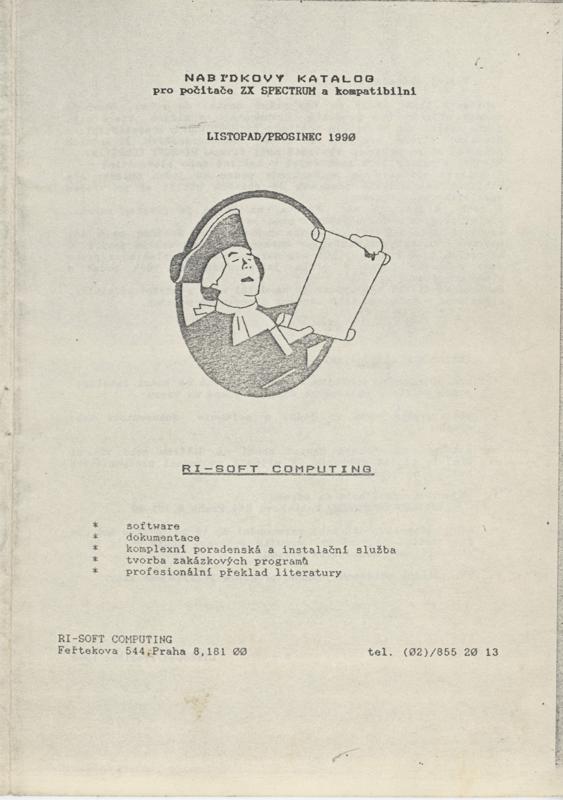 NABÍDKOVÝ KATALOG
pro počítače ZX SPECTRUM a kompatibilní
LISTOPAD/PROSINEC 1990
RI-SOFT COMPUTING
* software
* dokumentace
* komplexní poradenská a instalační služba
* tvorba zakázkových programů
* profesionální překlad literatury
RI-SOFT COMPUTING
Feřtekova 544,Praha 8,181 00
tel. (02)/855 20 13